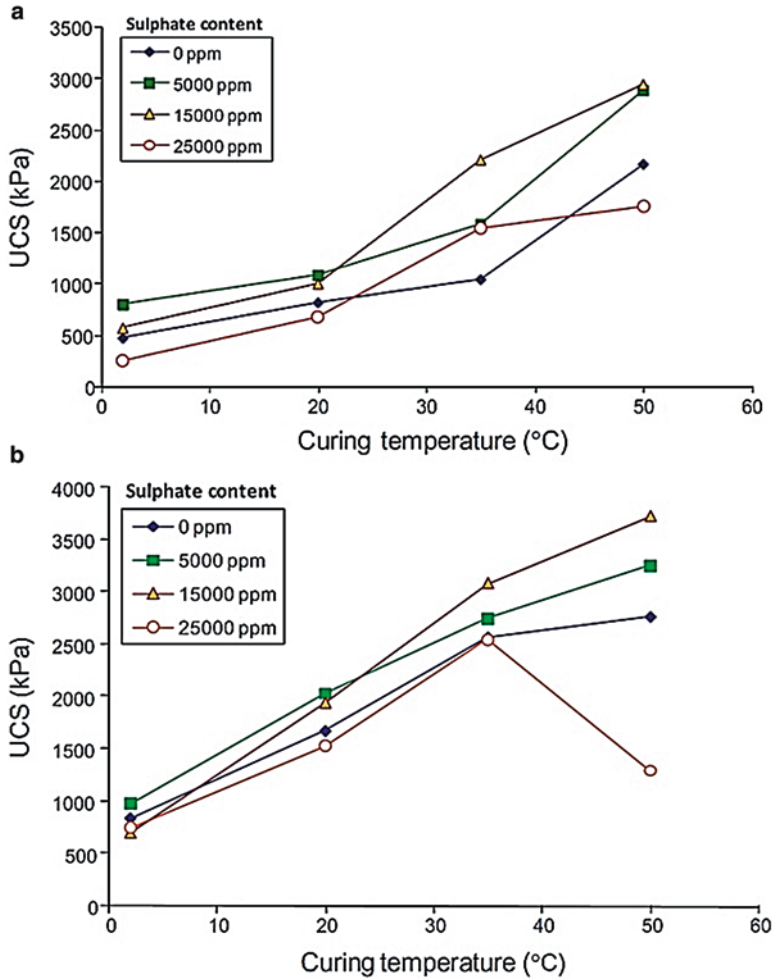 a
Sulphate content
0 ppm
5000 ppm
15000 ppm
25000 ppm
3500
3000
2500
2000
1500
1000
500
0
UCS (kPa)
0 10 20 30 40 50 60
Curing temperature (°C)
b
Sulphate content
0 ppm
5000 ppm
15000 ppm
25000 ppm
4000
3500
3000
2500
2000
1500
1000
500
0
UCS (kPa)
0 10 20 30 40 50 60
Curing temperature (°C)